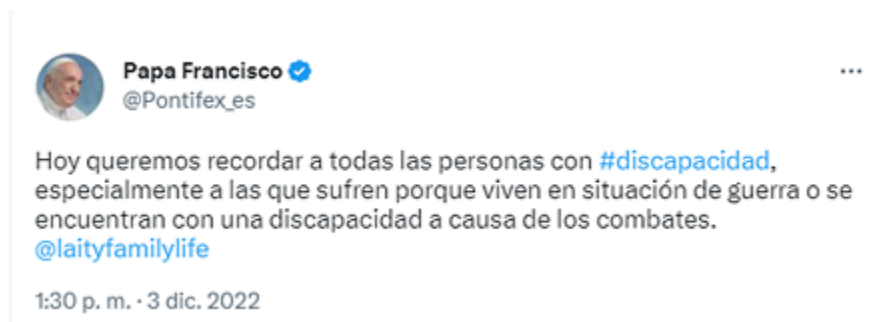 Papa Francisco
@Pontifex_es
Hoy queremos recordar a todas las personas con #discapacidad,
especialmente a las que sufren porque viven en situación de guerra o se
encuentran con una discapacidad a causa de los combates.
@laityfamilylife
1:30 p. m. · 3 dic. 2022